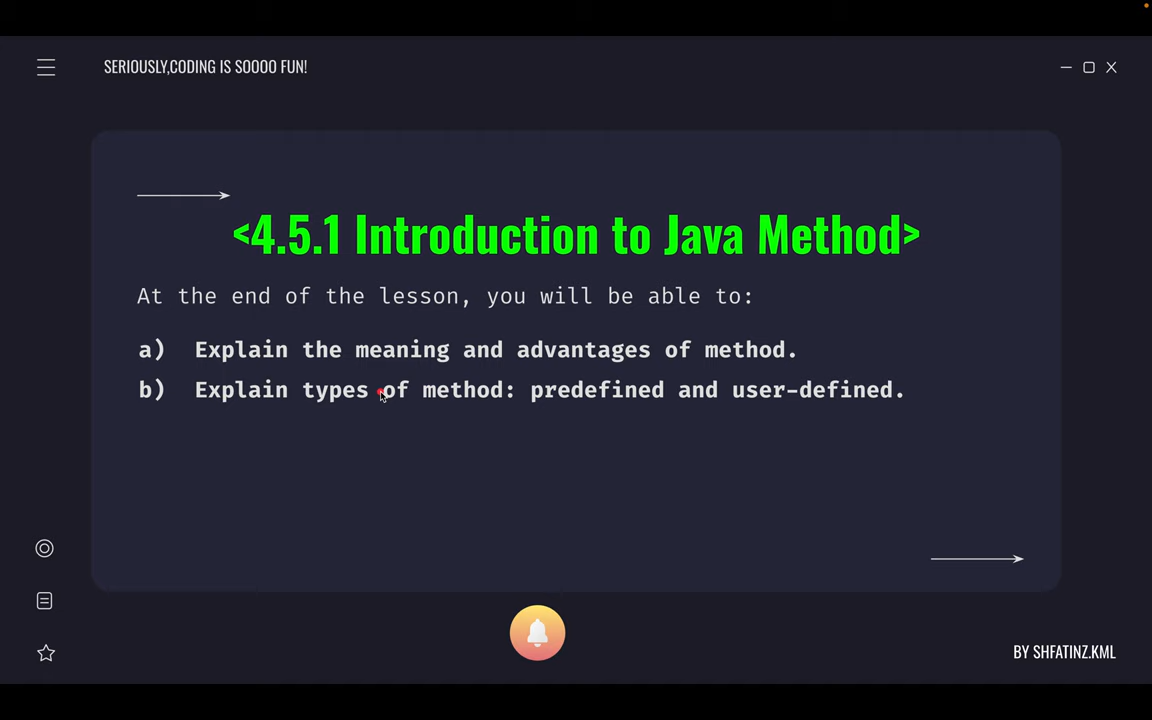 SERIOUSLY,CODING IS SOOOO FUN!
<4.5.1 Introduction to Java Method>
At the end of the lesson, you will be able to:
a) Explain the meaning and advantages of method.
b) Explain types of method: predefined and user-defined.
BY SHFATINZ.KML